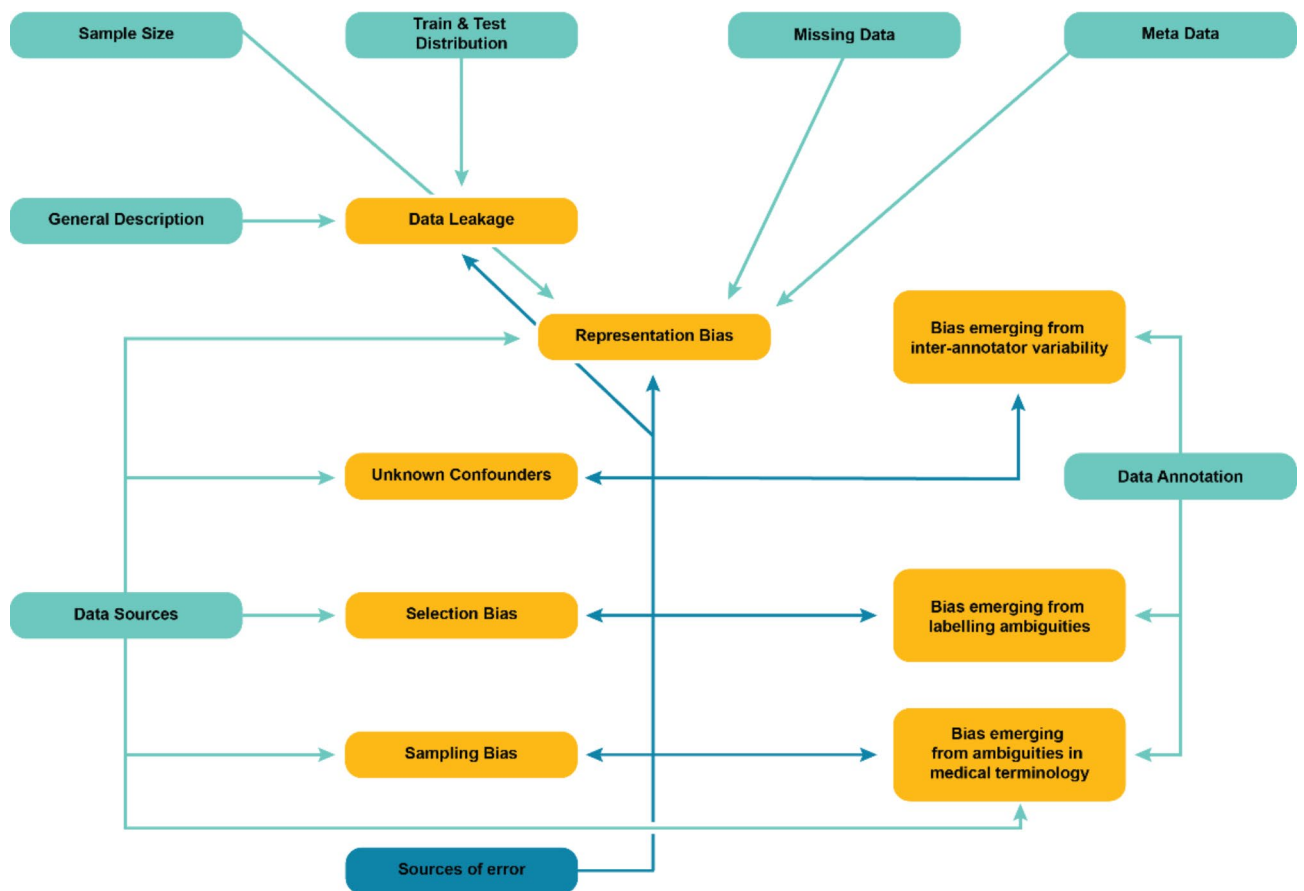 Sample Size
Train & Test
Distribution
Missing Data
Meta Data
General Description
Data Leakage
Representation Bias
Bias emerging from
inter-annotator variability
Unknown Confounders
Data Annotation
Data Sources
Selection Bias
Bias emerging from
labelling ambiguities
Sampling Bias
Bias emerging
from ambiguities in
medical terminology
Sources of error